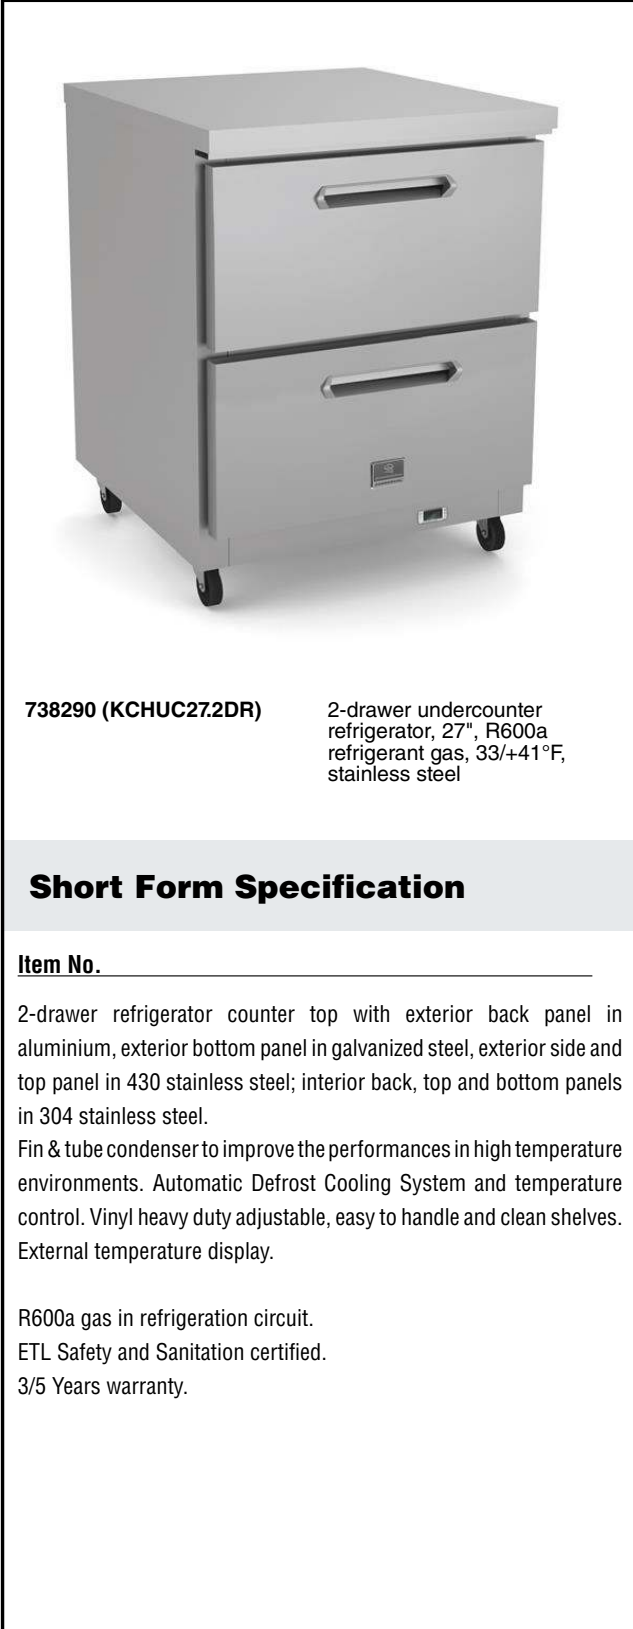 738290 (KCHUC27.2DR)
2-drawer undercounter
refrigerator, 27", R600a
refrigerant gas, 33/+41°F,
stainless steel
Short Form Specification
Item No.
2-drawer refrigerator counter top with exterior back panel in
aluminium, exterior bottom panel in galvanized steel, exterior side and
top panel in 430 stainless steel; interior back, top and bottom panels
in 304 stainless steel.
Fin & tube condenser to improve the performances in high temperature
environments. Automatic Defrost Cooling System and temperature
control. Vinyl heavy duty adjustable, easy to handle and clean shelves.
External temperature display.
R600a gas in refrigeration circuit.
ETL Safety and Sanitation certified.
3/5 Years warranty.